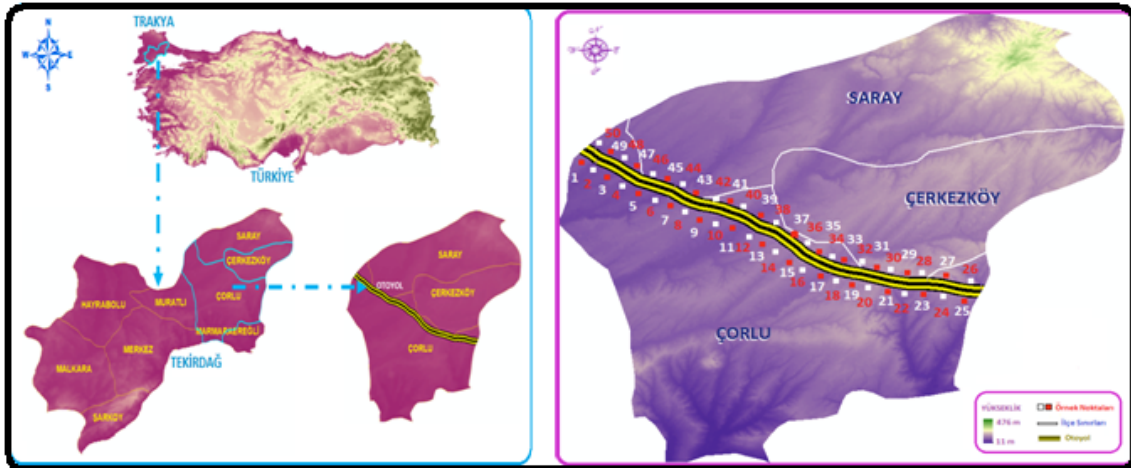 TRAKYA
N
W
E
S
TÜRKİYE
SARAY
ÇERKEZKÖY
ÇORLU
HAYRABOLU
MURATLI
MARMARAEREĞLİ
MERKEZ
TEKİRDAĞ
MALKARA
ŞARKÖY
SARAY
OTOYOL
ÇERKEZKÖY
ÇORLU
SARAY
ÇERKEZKÖY
ÇORLU
50
49
48
47
46
45
44
43
42
41
40
39
38
37
36
35
34
33
32
31
30
29
28
27
26
1
2
3
4
5
6
7
8
9
10
11
12
13
14
15
16
17
18
19
20
21
22
23
24
25
YÜKSEKLİK
476 m
11 m
Örnek Noktaları
İlçe Sınırları
Otoyol